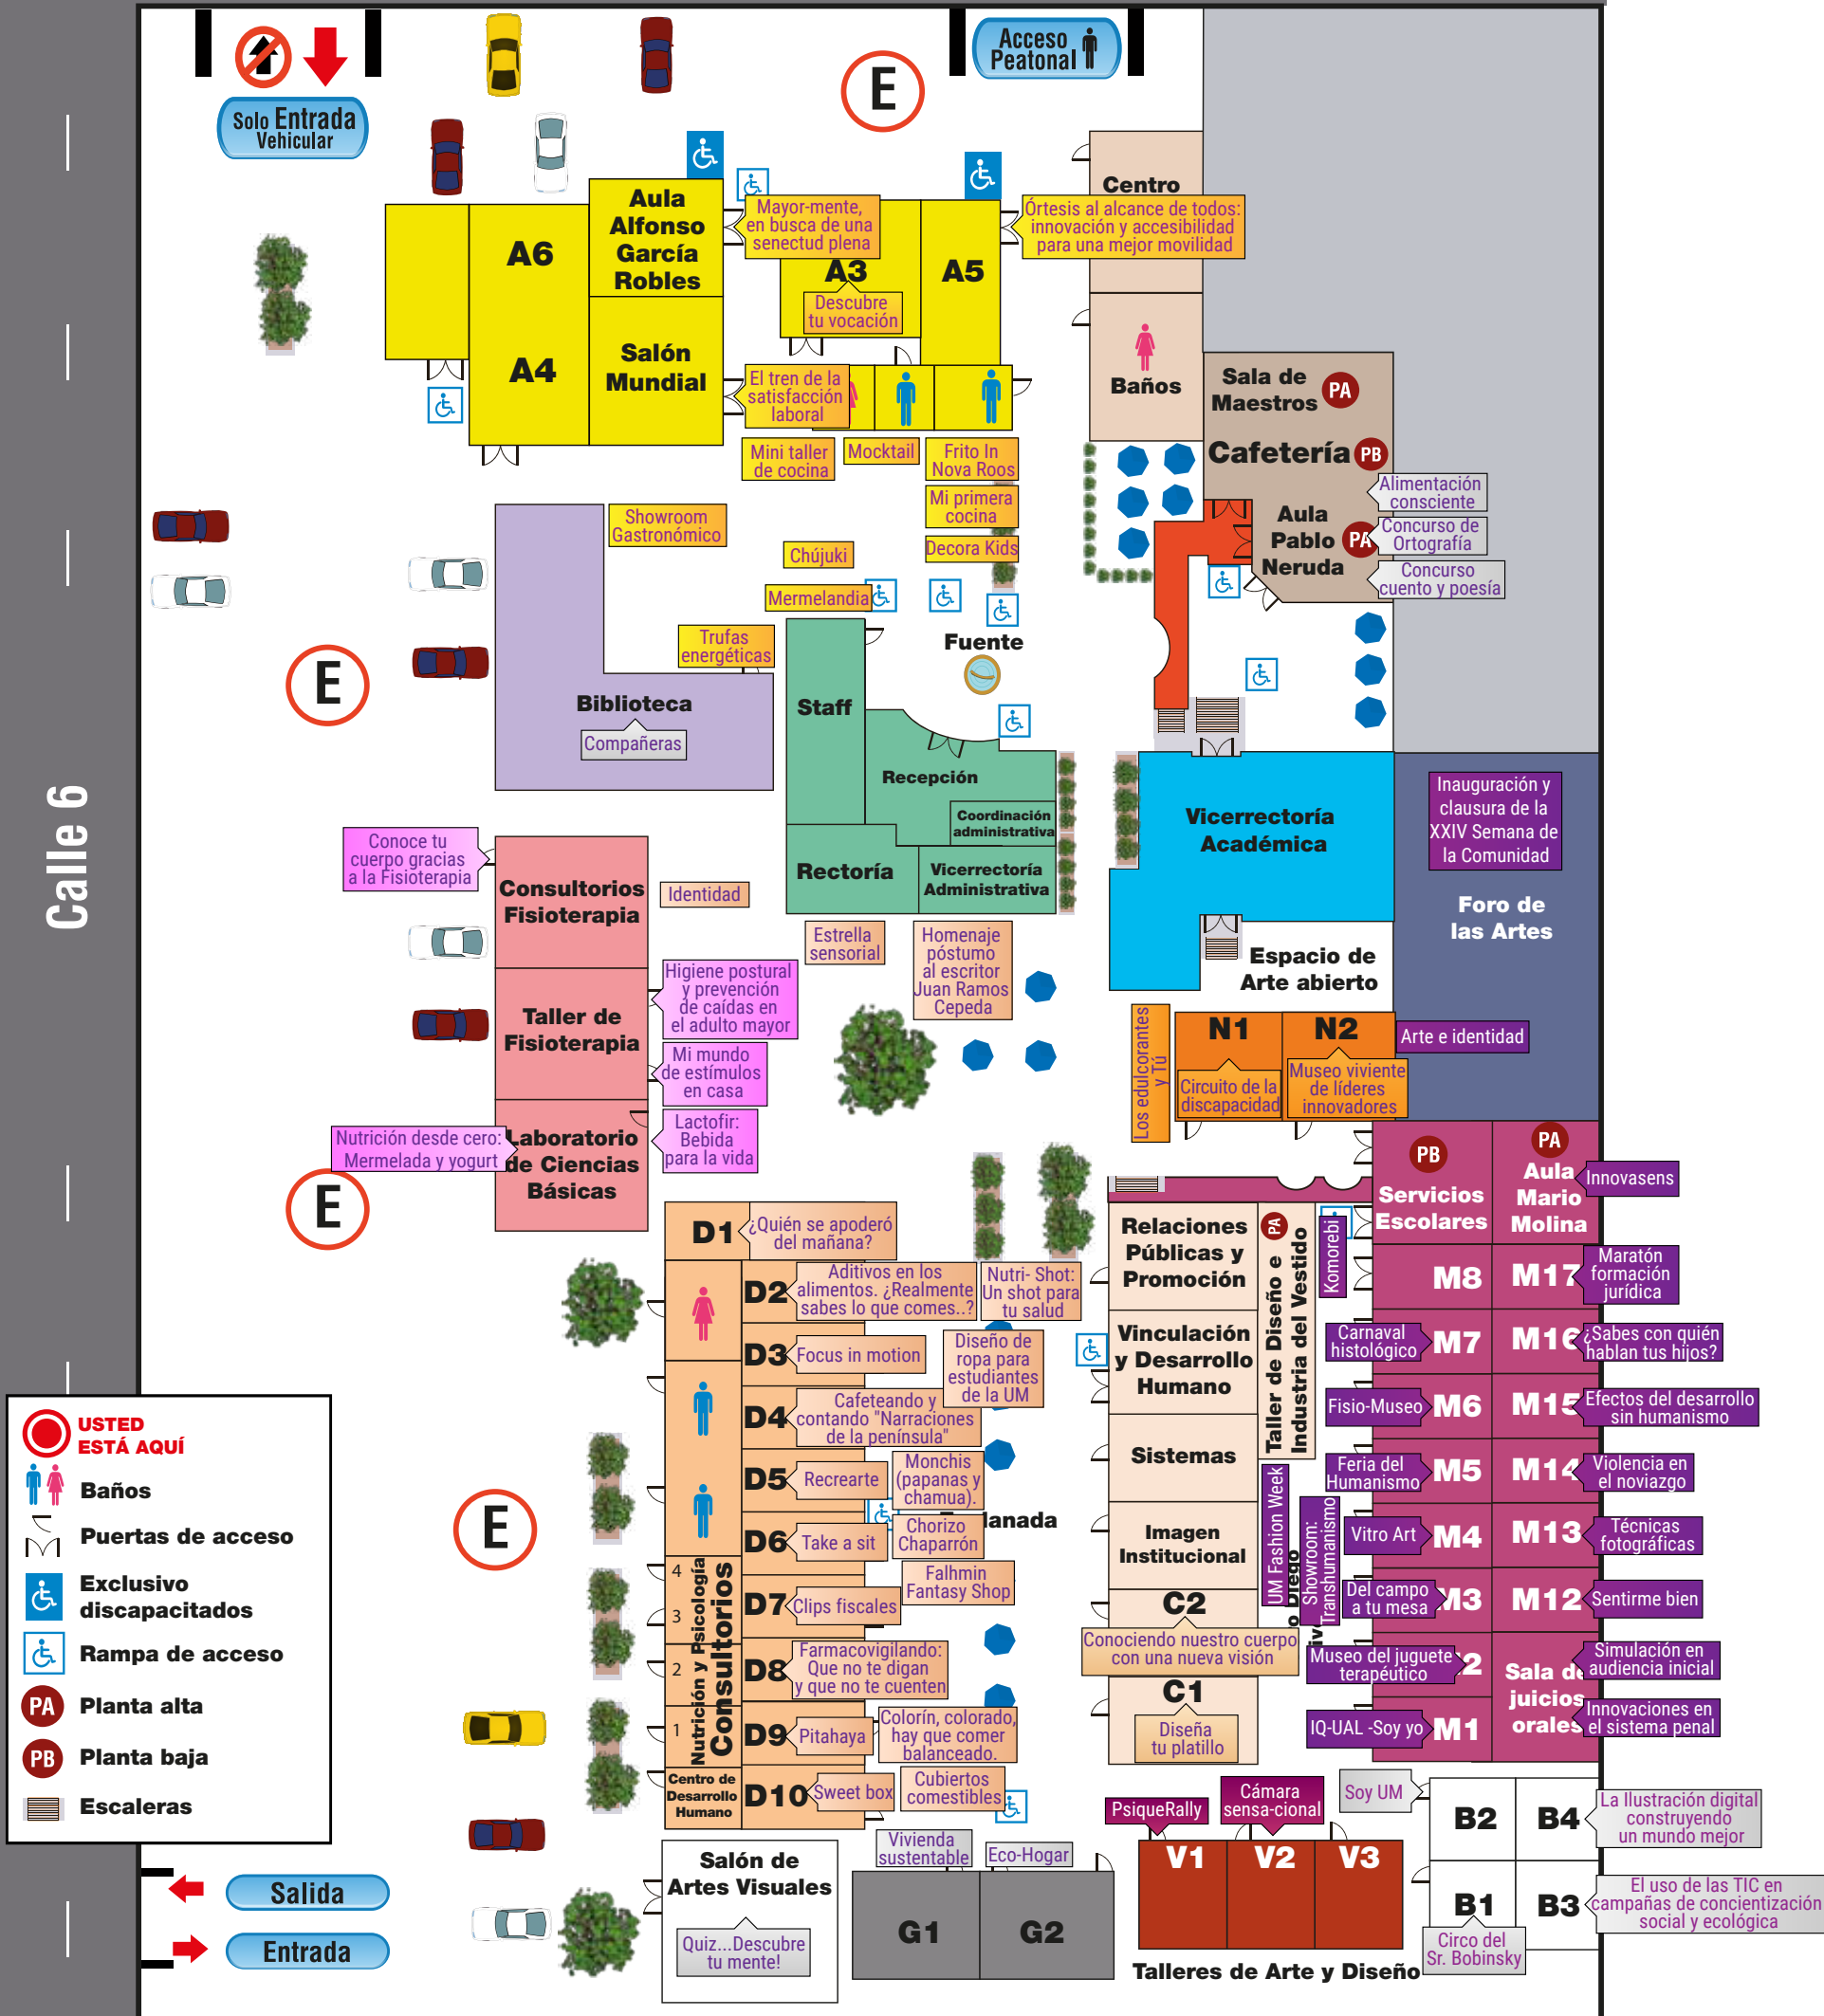 Acceso
Peatonal
Solo Entrada
Vehicular
E
Aula
Alfonso
García
Robles
A6
A4
Salón
Mundial
Mayor-mente,
en busca de una
senectud plena
A3
Descubre
tu vocación
A5
Órtesis al alcance de todos:
innovación y accesibilidad
para una mejor movilidad
Centro
Baños
El tren de la
satisfacción
laboral
Mini taller
de cocina
Mocktail
Frito In
Nova Roos
Mi primera
cocina
Decora Kids
Showroom
Gastronómico
Chújuki
Mermelandia
Trufas
energéticas
Sala de
Maestros
PA
Cafetería
PB
Alimentación
consciente
Aula
Pablo
Neruda
PA
Concurso de
Ortografía
Concurso
cuento y poesía
Fuente
E
Biblioteca
Compañeras
Staff
Recepción
Coordinación
administrativa
Rectoría
Vicerrectoría
Administrativa
Vicerrectoría
Académica
Inauguración y
clausura de la
XXIV Semana de
la Comunidad
Foro de
las Artes
Calle 6
Conoce tu
cuerpo gracias
a la Fisioterapia
Consultorios
Fisioterapia
Identidad
Estrella
sensorial
Homenaje
póstumo
al escritor
Juan Ramos
Cepeda
Espacio de
Arte abierto
Higiene postural
y prevención
de caídas en
el adulto mayor
Taller de
Fisioterapia
Mi mundo
de estímulos
en casa
Los edulcorantes
y Tú
N1
Circuito de la
discapacidad
N2
Museo viviente
de líderes
innovadores
Arte e identidad
Nutrición desde cero:
Mermelada y yogurt
Laboratorio
de Ciencias
Básicas
Lactofir:
Bebida
para la vida
E
PB
Servicios
Escolares
PA
Aula
Mario
Molina
Innovasens
D1
¿Quién se apoderó
del mañana?
D2
Aditivos en los
alimentos. ¿Realmente
sabes lo que comes..?
Nutri- Shot:
Un shot para
tu salud
D3
Focus in motion
Diseño de
ropa para
estudiantes
de la UM
D4
Cafeteando y
contando "Narraciones
de la península"
D5
Recrearte
Monchis
(papanas y
chamua).
D6
Take a sit
Chorizo
Chaparrón
lanada
D7
Clips fiscales
Falhmin
Fantasy Shop
D8
Farmacovigilando:
Que no te digan
y que no te cuenten
D9
Pitahaya
Colorín, colorado,
hay que comer
balanceado.
D10
Sweet box
Cubiertos
comestibles
4
3
2
1
Nutrición y Psicología
Consultorios
Centro de
Desarrollo
Humano
E
Relaciones
Públicas y
Promoción
Vinculación
y Desarrollo
Humano
Sistemas
Imagen
Institucional
C2
Conociendo nuestro cuerpo
con una nueva visión
C1
Diseña
tu platillo
PA
Taller de Diseño e
Industria del Vestido
Komorebi
UM Fashion Week
Showroom:
Transhumanismo
o Diego
M8
M17
Maratón
formación
jurídica
Carnaval
histológico
M7
M16
¿Sabes con quién
hablan tus hijos?
Fisio-Museo
M6
M15
Efectos del desarrollo
sin humanismo
Feria del
Humanismo
M5
M14
Violencia en
el noviazgo
Vitro Art
M4
M13
Técnicas
fotográficas
Del campo
a tu mesa
M3
M12
Sentirme bien
Museo del juguete
terapéutico
2
Sala de
juicios
orales
Simulación en
audiencia inicial
IQ-UAL -Soy yo
M1
Innovaciones en
el sistema penal
USTED
ESTÁ AQUÍ
Baños
Puertas de acceso
Exclusivo
discapacitados
Rampa de acceso
PA
Planta alta
PB
Planta baja
Escaleras
Salida
Entrada
Salón de
Artes Visuales
Quiz...Descubre
tu mente!
Vivienda
sustentable
Eco-Hogar
G1
G2
PsiqueRally
Cámara
sensa-cional
V1
V2
V3
Talleres de Arte y Diseño
Soy UM
B2
B4
La Ilustración digital
construyendo
un mundo mejor
B1
B3
El uso de las TIC en
campañas de concientización
social y ecológica
Circo del
Sr. Bobinsky